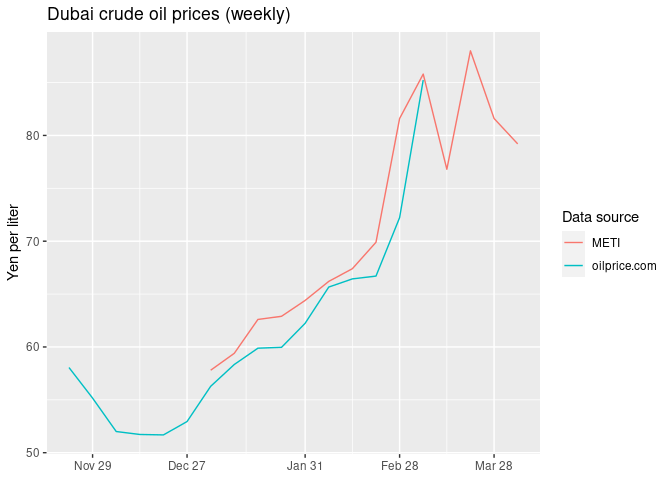 Dubai crude oil prices (weekly)
Yen per liter
80
70
60
50
Nov 29 Dec 27 Jan 31 Feb 28 Mar 28
Data source
METI
oilprice.com